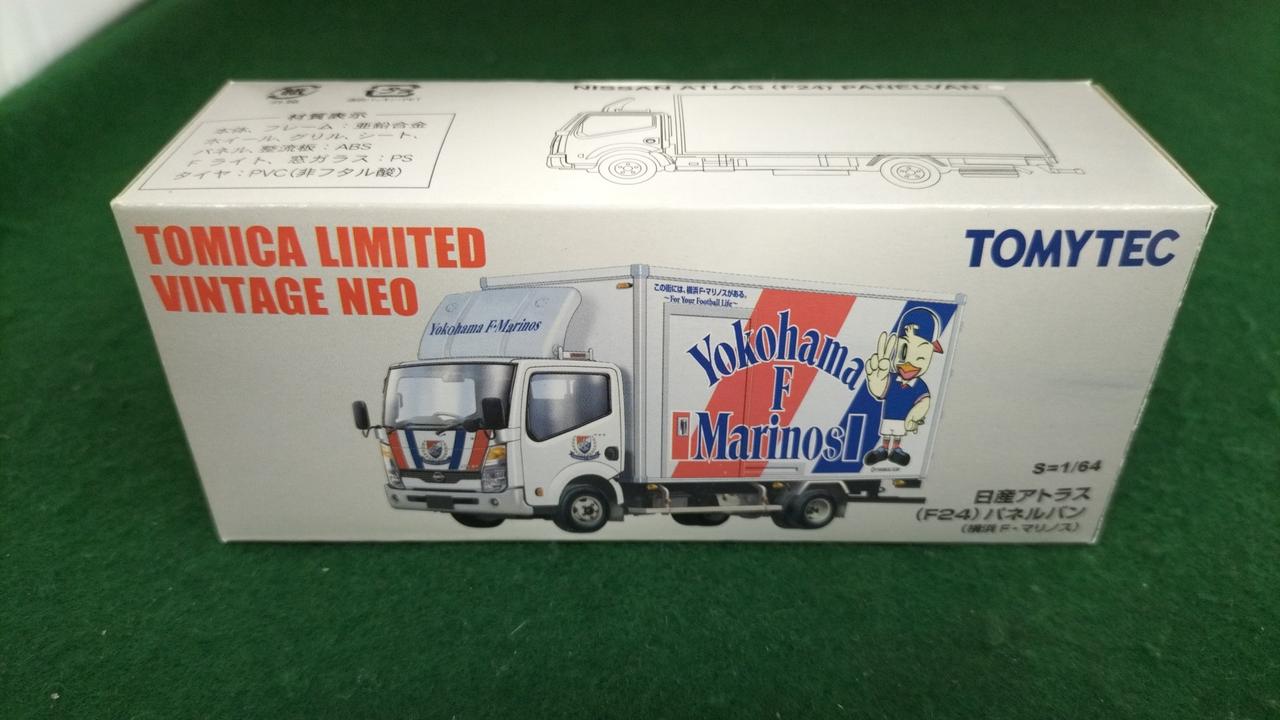 NISSAN ATLAS (F24) PANELVAN
紙
外箱
プラ
材質表示
本体、フレーム：亜鉛合金
ホイール、グリル、シート、
パネル、整流板：ABS
F ライト、窓ガラス：PS
タイヤ：PVC(非フタル酸)
TOMICA LIMITED
VINTAGE NEO
TOMYTEC
この街には、横浜F・マリノスがある。
～For Your Football Life～
Yokohama F・Marinos
Yokohama
F
Marinos
S=1/64
日産アトラス
(F24) パネルバン
(横浜 F・マリノス)